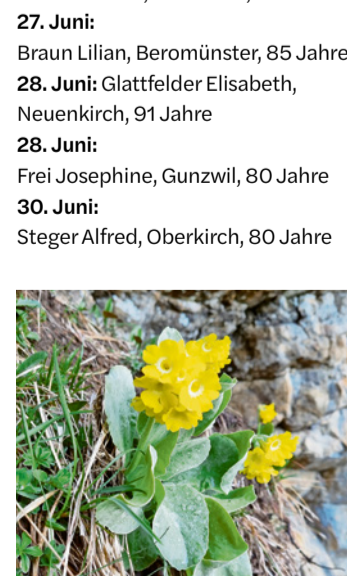 27. Juni:
Braun Lilian, Beromünster, 85 Jahre
28. Juni: Glattfelder Elisabeth,
Neuenkirch, 91 Jahre
28. Juni:
Frei Josephine, Gunzwil, 80 Jahre
30. Juni:
Steger Alfred, Oberkirch, 80 Jahre